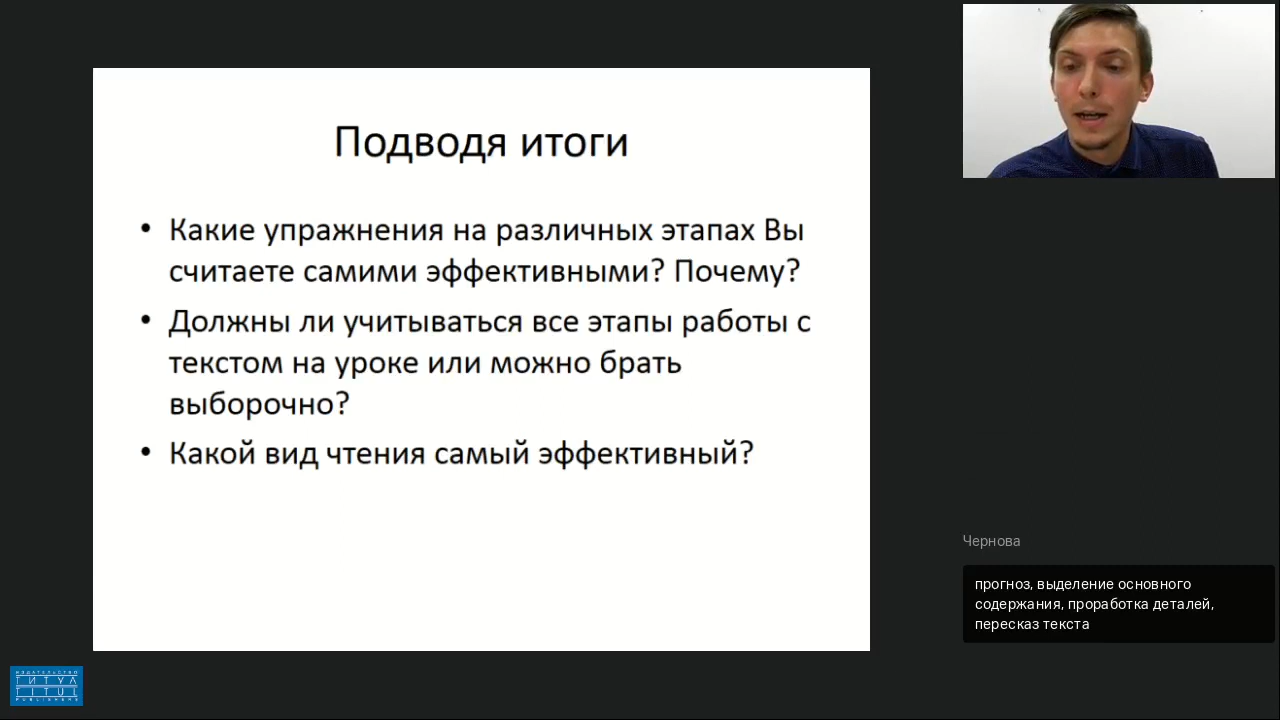 Подводя итоги
• Какие упражнения на различных этапах Вы
считаете самими эффективными? Почему?
• Должны ли учитываться все этапы работы с
текстом на уроке или можно брать
выборочно?
• Какой вид чтения самый эффективный?
Чернова
прогноз, выделение основного
содержания, проработка деталей,
пересказ текста
ИЗДАТЕЛЬСТВО
ТИТУЛ
TITUL
PUBLISHERS